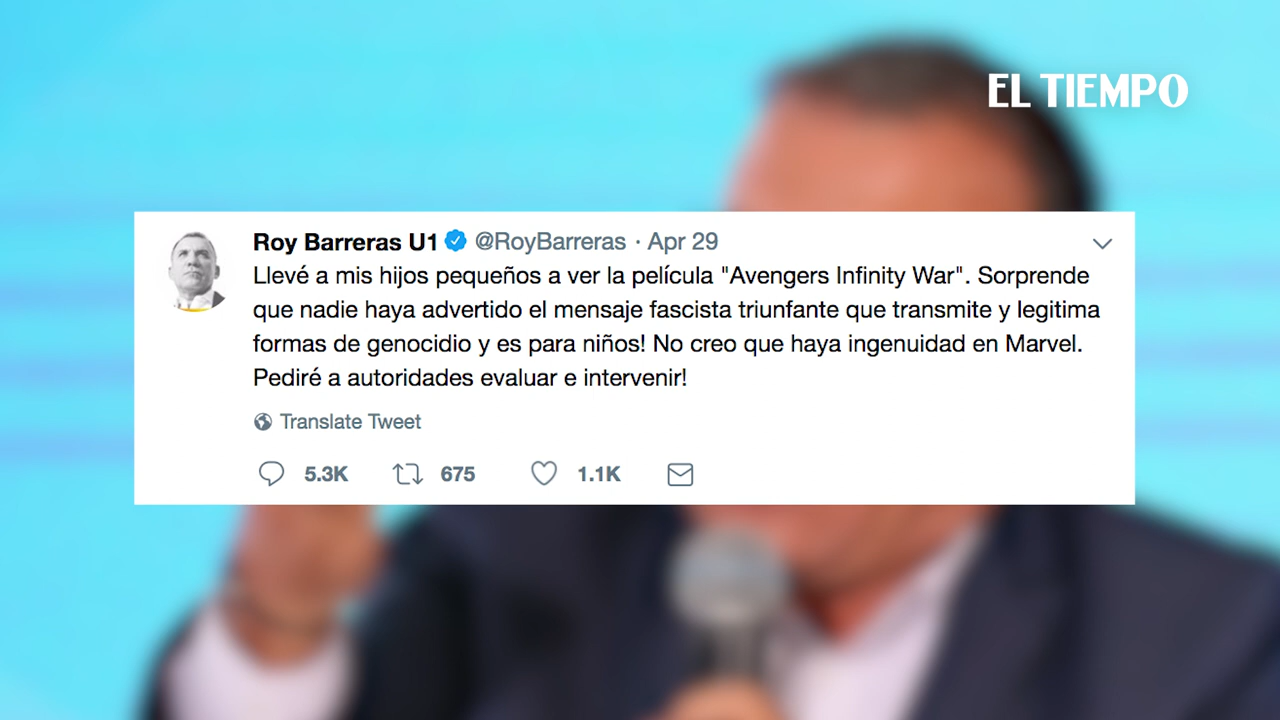 EL TIEMPO
Roy Barreras U1 @RoyBarreras · Apr 29
Llevé a mis hijos pequeños a ver la película "Avengers Infinity War". Sorprende
que nadie haya advertido el mensaje fascista triunfante que transmite y legitima
formas de genocidio y es para niños! No creo que haya ingenuidad en Marvel.
Pediré a autoridades evaluar e intervenir!
Translate Tweet
5.3K 675 1.1K